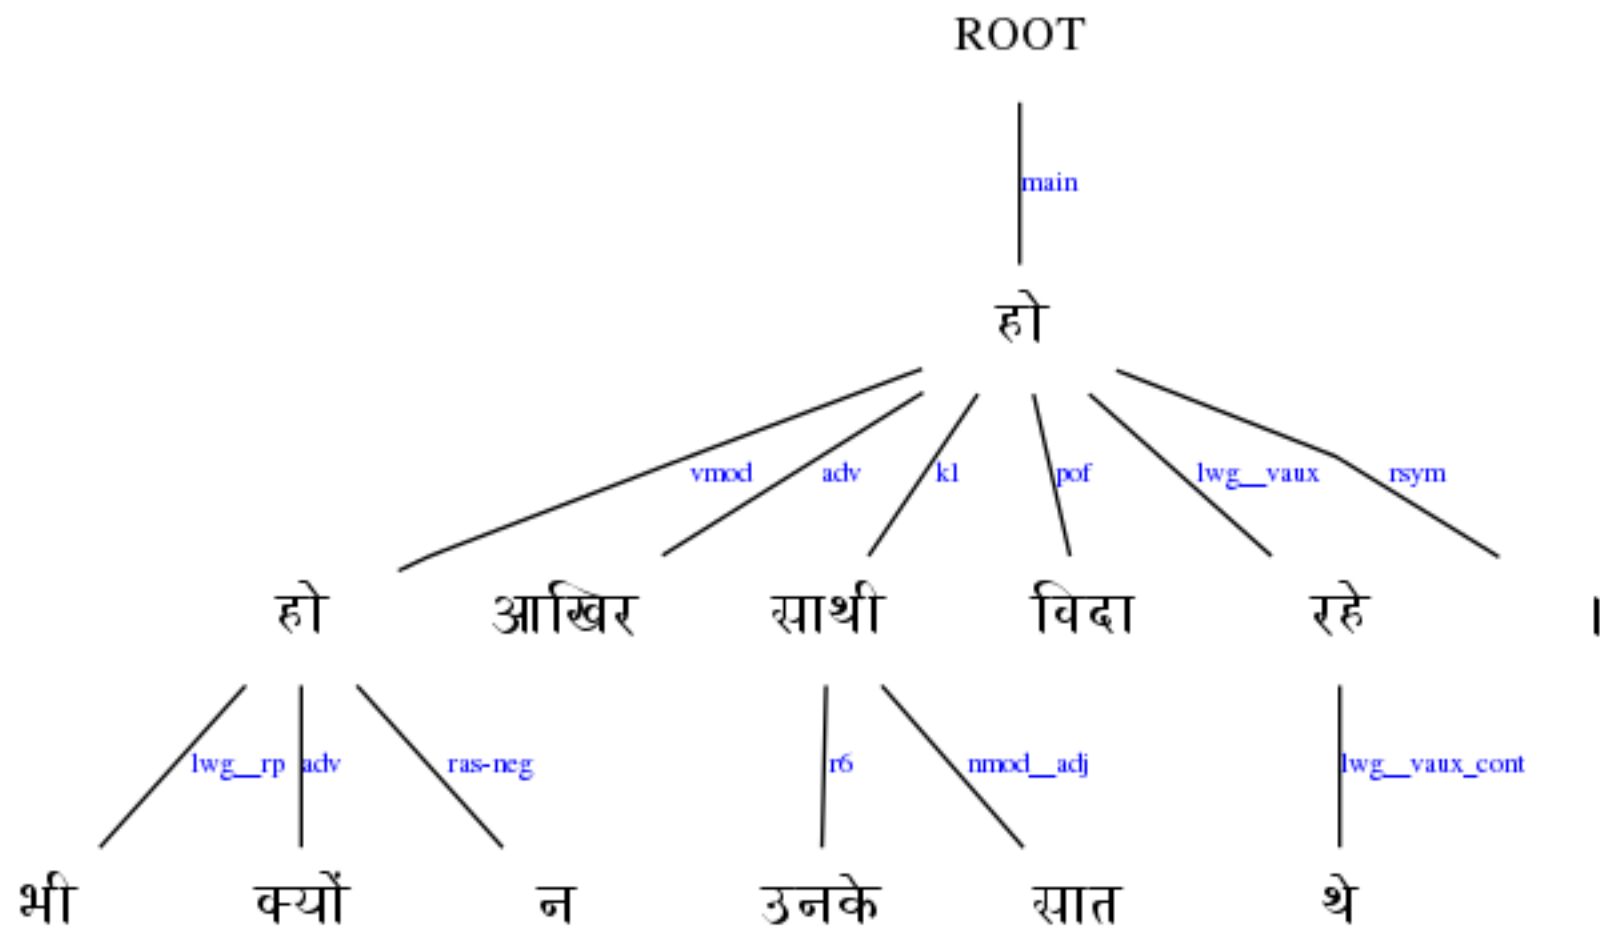 ROOT
main
हो
vmod adv k1 pof lwg__vaux rsym
हो आखिर साथी विदा रहे ।
lwg__rp adv ras-neg r6 nmod__adj lwg__vaux_cont
भी क्यों न उनके सात थे